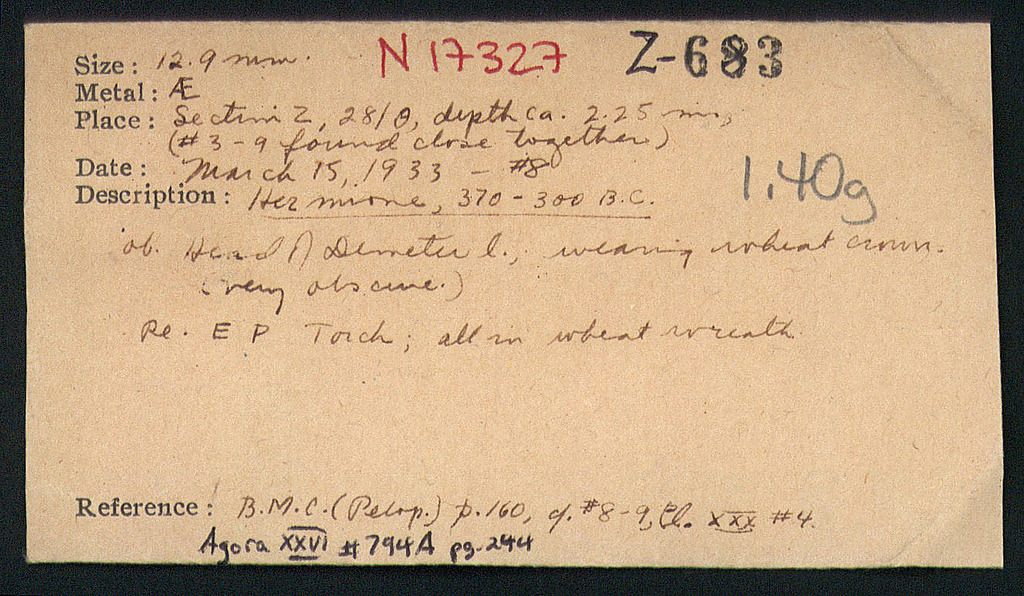 N 17327 Z-683
Size: 12.9 mm.
Metal: Æ
Place: Section Z, 28/Θ, depth ca. 2.25 m.,
(#3-9 found close together)
Date: March 15, 1933 - #8
1.40g
Description: Hermione, 370-300 B.C.
ob. Head of Demeter l., wearing wheat crown.
(very obscure.)
Re. E P Torch; all in wheat wreath.
Reference: B.M.C. (Pelop.) p. 160, cf. #8-9, Pl. XXX #4.
Agora XXVI #794A pg. 244